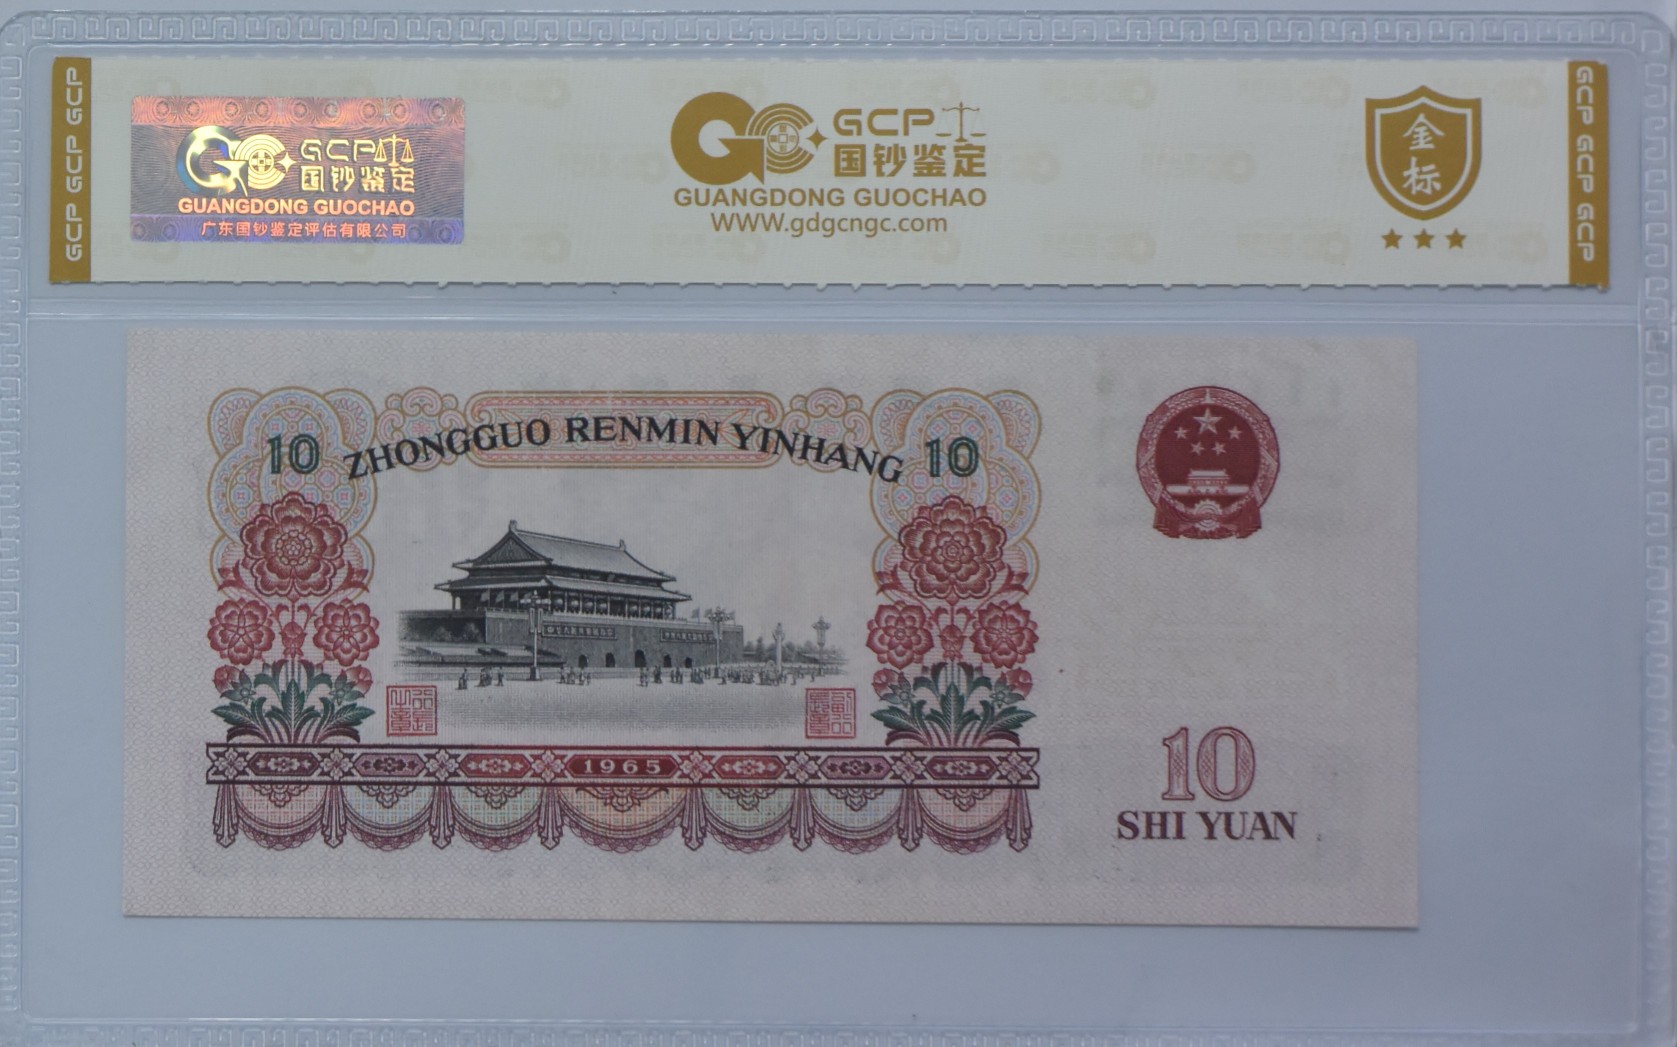 GCP GCP GCP
GCP
国钞鉴定
GUANGDONG GUOCHAO
广东国钞鉴定评估有限公司
GCP
国钞鉴定
GUANGDONG GUOCHAO
WWW.gdgcngc.com
金
标
GCP GCP GCP
10 ZHONGGUO RENMIN YINHANG 10
1965
10
SHI YUAN